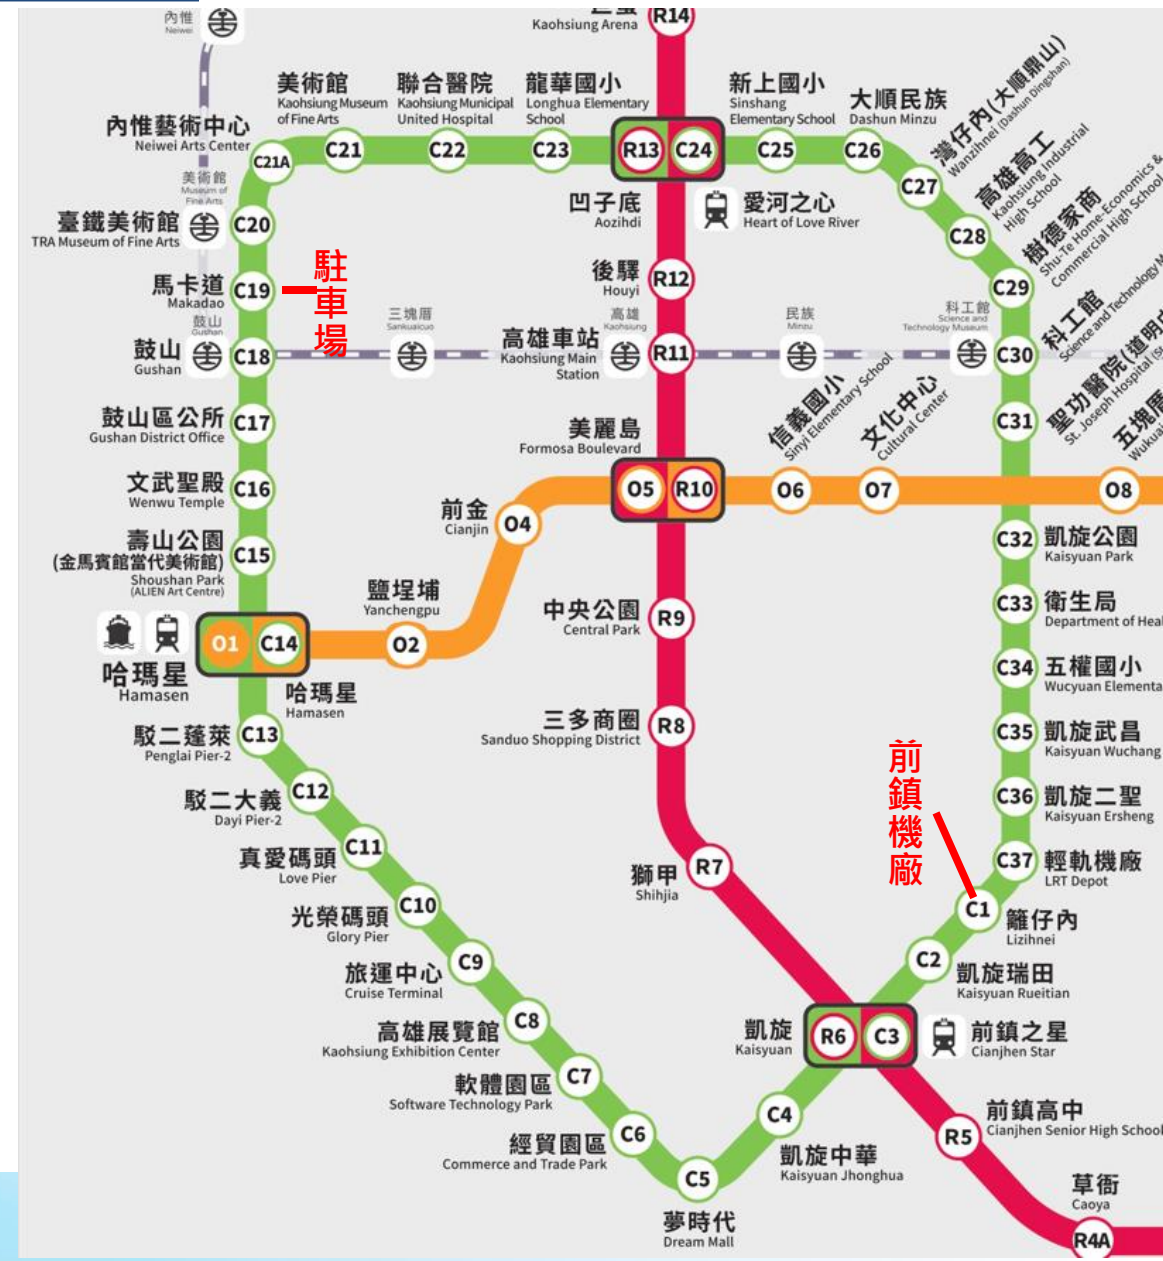 內惟
Neiwei
Kaohsiung Arena
R14
美術館
Kaohsiung Museum
of Fine Arts
聯合醫院
Kaohsiung Municipal
United Hospital
龍華國小
Longhua Elementary
School
新上國小
Sinshang
Elementary School
大順民族
Dashun Minzu
灣仔內(大順鼎山)
Wanzihnei (Dashun Dingshan)
高雄高工
Kaohsiung Industrial
High School
樹德家商
Shu-Te Home-Economics &
Commercial High School
科工館
Science and Technology M
內惟藝術中心
Neiwei Arts Center
C21A
C21
C22
C23
R13
C24
C25
C26
C27
C28
C29
美術館
Museum of
Fine Arts
凹子底
Aozihdi
愛河之心
Heart of Love River
臺鐵美術館
TRA Museum of Fine Arts
C20
馬卡道
Makadao
C19
駐車場
後驛
Houyi
R12
鼓山
Gushan
三塊厝
Sankuaicuo
高雄
Kaohsiung
民族
Minzu
科工館
Science and
Technology Museum
鼓山
Gushan
C18
高雄車站
Kaohsiung Main
Station
R11
C30
聖功醫院(道明
St. Joseph Hospital (St
五塊厝
Wukuai
鼓山區公所
Gushan District Office
C17
美麗島
Formosa Boulevard
信義國小
Sinyi Elementary School
文化中心
Cultural Center
C31
文武聖殿
Wenwu Temple
C16
O5
R10
O6
O7
O8
前金
Cianjin
O4
壽山公園
(金馬賓館當代美術館)
Shoushan Park
(ALIEN Art Centre)
C15
C32
凱旋公園
Kaisyuan Park
鹽埕埔
Yanchengpu
O2
中央公園
Central Park
R9
C33
衛生局
Department of Heal
O1
C14
哈瑪星
Hamasen
哈瑪星
Hamasen
C34
五權國小
Wucyuan Elementa
駁二蓬萊
Penglai Pier-2
C13
三多商圈
Sanduo Shopping District
R8
C35
凱旋武昌
Kaisyuan Wuchang
駁二大義
Dayi Pier-2
C12
前鎮機廠
C36
凱旋二聖
Kaisyuan Ersheng
真愛碼頭
Love Pier
C11
獅甲
Shihjia
R7
C37
輕軌機廠
LRT Depot
光榮碼頭
Glory Pier
C10
C1
籬仔內
Lizihnei
旅運中心
Cruise Terminal
C9
C2
凱旋瑞田
Kaisyuan Rueitian
高雄展覽館
Kaohsiung Exhibition Center
C8
凱旋
Kaisyuan
R6
C3
前鎮之星
Cianjhen Star
軟體園區
Software Technology Park
C7
經貿園區
Commerce and Trade Park
C6
C4
凱旋中華
Kaisyuan Jhonghua
R5
前鎮高中
Cianjhen Senior High School
C5
夢時代
Dream Mall
草衙
Caoya
R4A